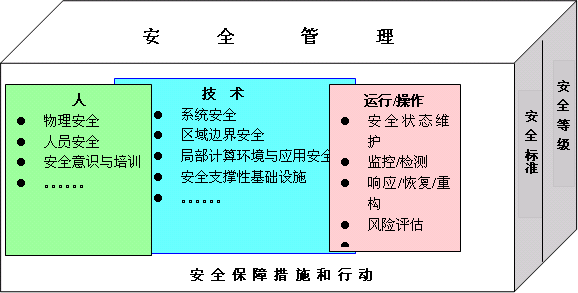 安全管理
人
物理安全
人员安全
安全意识与培训
。。。。。。
技术
系统安全
区域边界安全
局部计算环境与应用安全
安全支撑性基础设施
。。。。。。
运行/操作
安全状态维
护
监控/检测
响应/恢复/重
构
风险评估
安全标准
安全等级
安全保障措施和行动